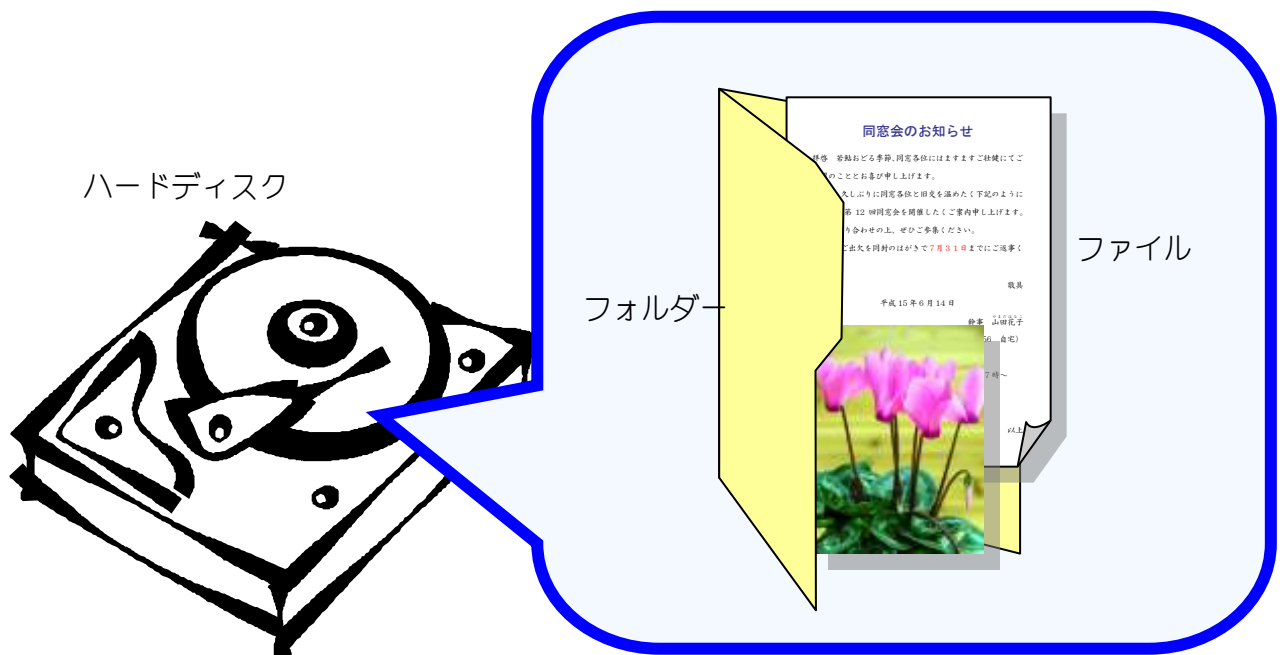 ハードディスク
フォルダー
ファイル
同窓会のお知らせ
拝啓　若鮎おどる季節、同窓各位にはますますご壮健にてご
のこととお喜び申し上げます。
久しぶりに同窓各位と旧交を温めたく下記のように
第 12 回同窓会を開催したくご案内申し上げます。
り合わせの上、ぜひご参集ください。
ご出欠を同封のはがきで７月３１日までにご返事く
敬具
平成 15 年 6 月 14 日
幹事　山田花子
56　自宅）
７時～
以上